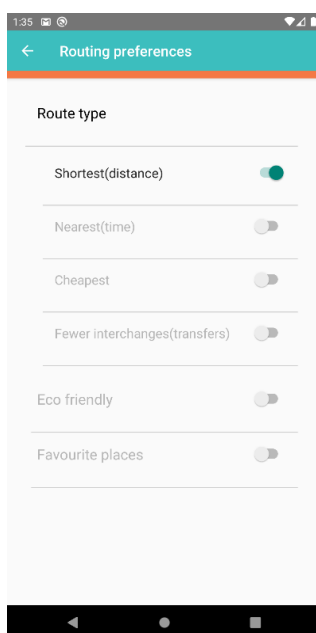 1:35
Routing preferences
Route type
Shortest(distance)
Nearest(time)
Cheapest
Fewer interchanges(transfers)
Eco friendly
Favourite places